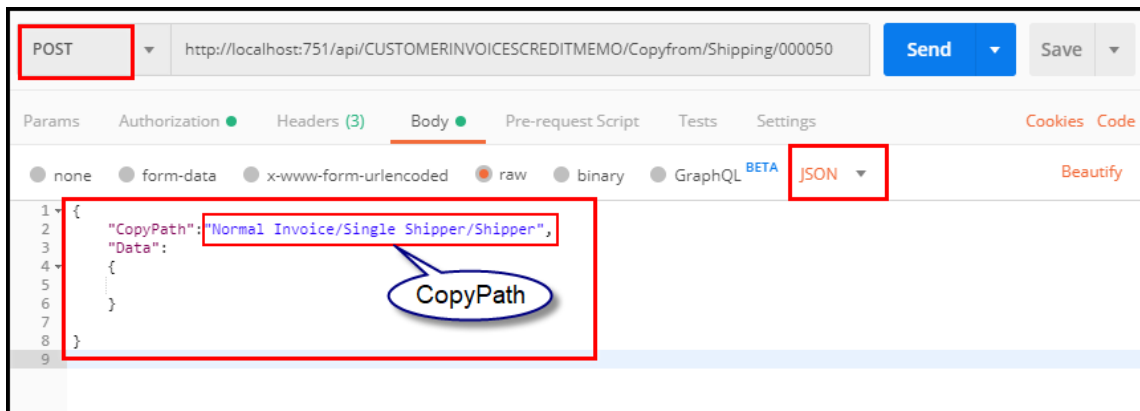 POST http://localhost:751/api/CUSTOMERINVOICESCREDITMEMO/Copyfrom/Shipping/000050 Send Save
Params Authorization Headers (3) Body Pre-request Script Tests Settings Cookies Code
none form-data x-www-form-urlencoded raw binary GraphQL BETA JSON Beautify
1 {
2 "CopyPath":"Normal Invoice/Single Shipper/Shipper",
3 "Data":
4 {
5
6 }
7
8 }
9
CopyPath